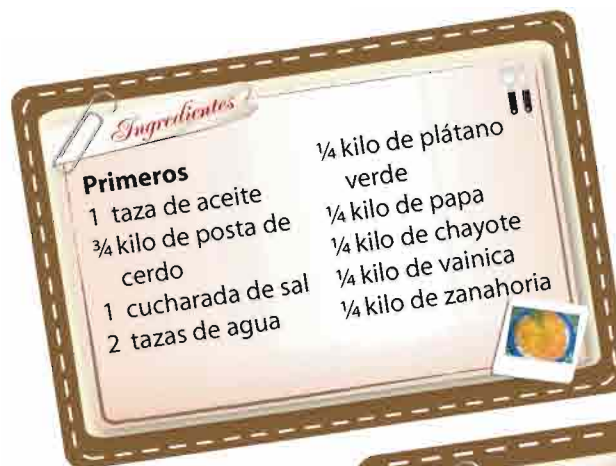 Ingredientes
Primeros
1 taza de aceite
¾ kilo de posta de
cerdo
1 cucharada de sal
2 tazas de agua
¼ kilo de plátano
verde
¼ kilo de papa
¼ kilo de chayote
¼ kilo de vainica
¼ kilo de zanahoria